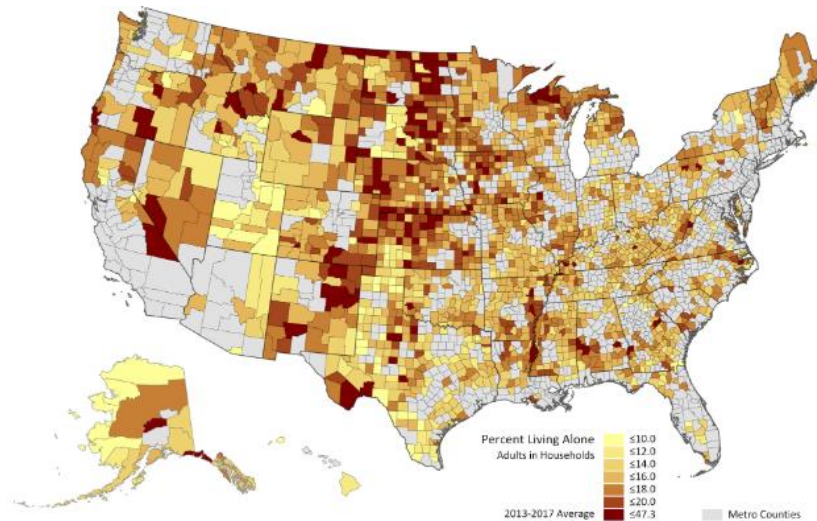 Percent Living Alone
Adults in Households
2013-2017 Average
≤10.0
≤12.0
≤14.0
≤16.0
≤18.0
≤20.0
≤47.3
Metro Counties